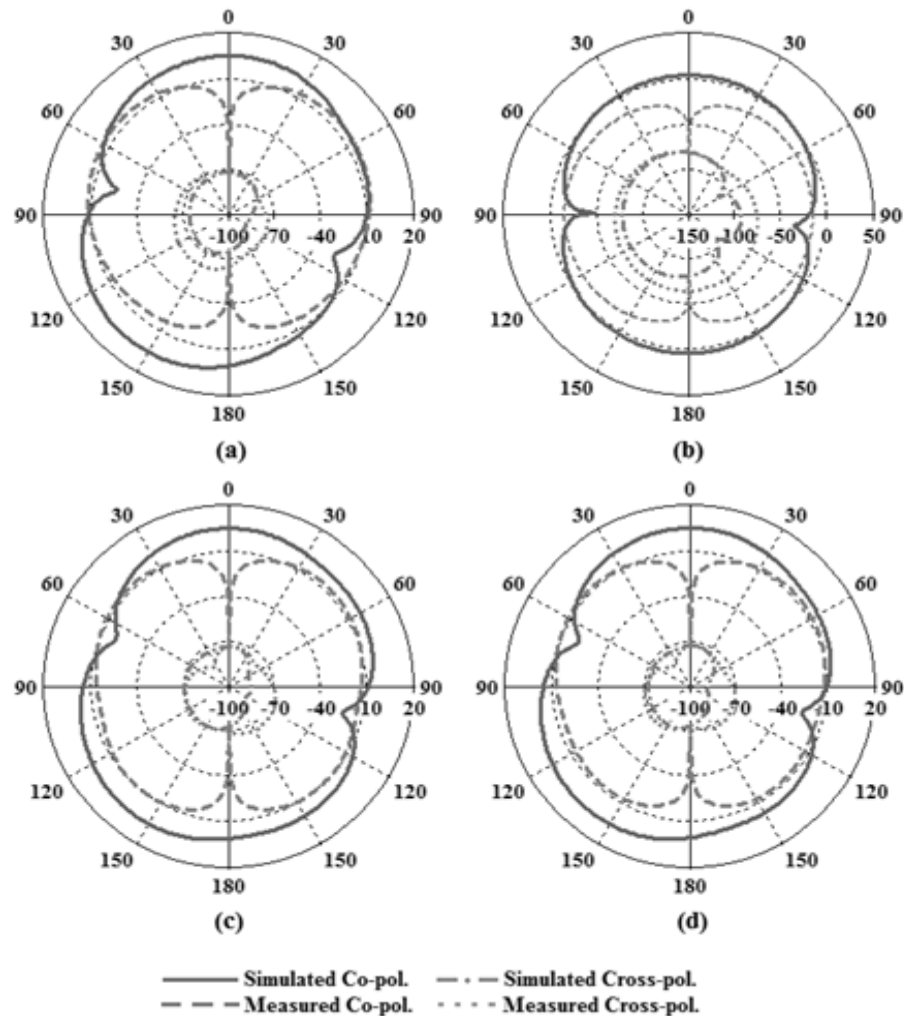 0 0
30 30 30 30
60 60 60 60
90 90 90 90
-100 -70 -40 -10 20 -150 -100 -50 0 50
120 120 120 120
150 150 150 150
180 180
(a) (b)
0 0
30 30 30 30
60 60 60 60
90 90 90 90
-100 -70 -40 -10 20 -100 -70 -40 -10 20
120 120 120 120
150 150 150 150
180 180
(c) (d)
Simulated Co-pol. Simulated Cross-pol.
Measured Co-pol. Measured Cross-pol.